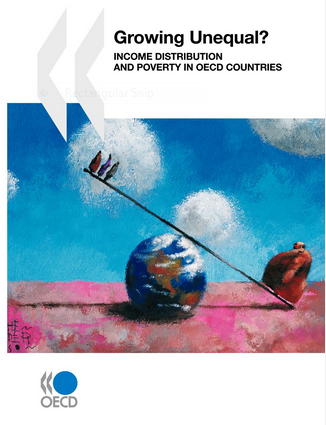 Growing Unequal?
INCOME DISTRIBUTION
AND POVERTY IN OECD COUNTRIES
Rectangular Snip
OECD